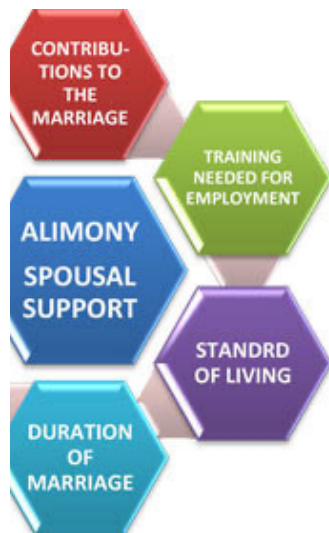 CONTRIBU-
TIONS TO
THE
MARRIAGE
TRAINING
NEEDED FOR
EMPLOYMENT
ALIMONY
SPOUSAL
SUPPORT
STANDRD
OF LIVING
DURATION
OF
MARRIAGE